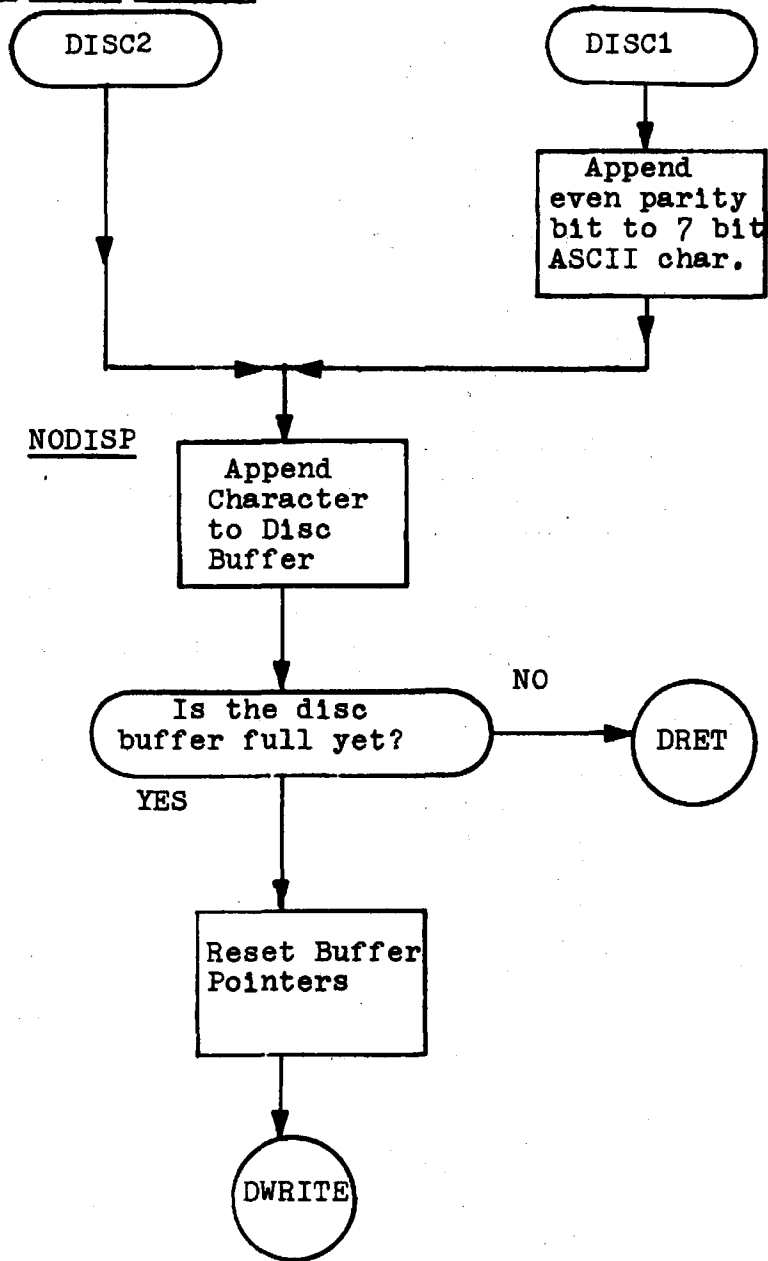 DISC2
DISC1
Append
even parity
bit to 7 bit
ASCII char.
NODISP
Append
Character
to Disc
Buffer
Is the disc
buffer full yet?
NO
DRET
YES
Reset Buffer
Pointers
DWRITE